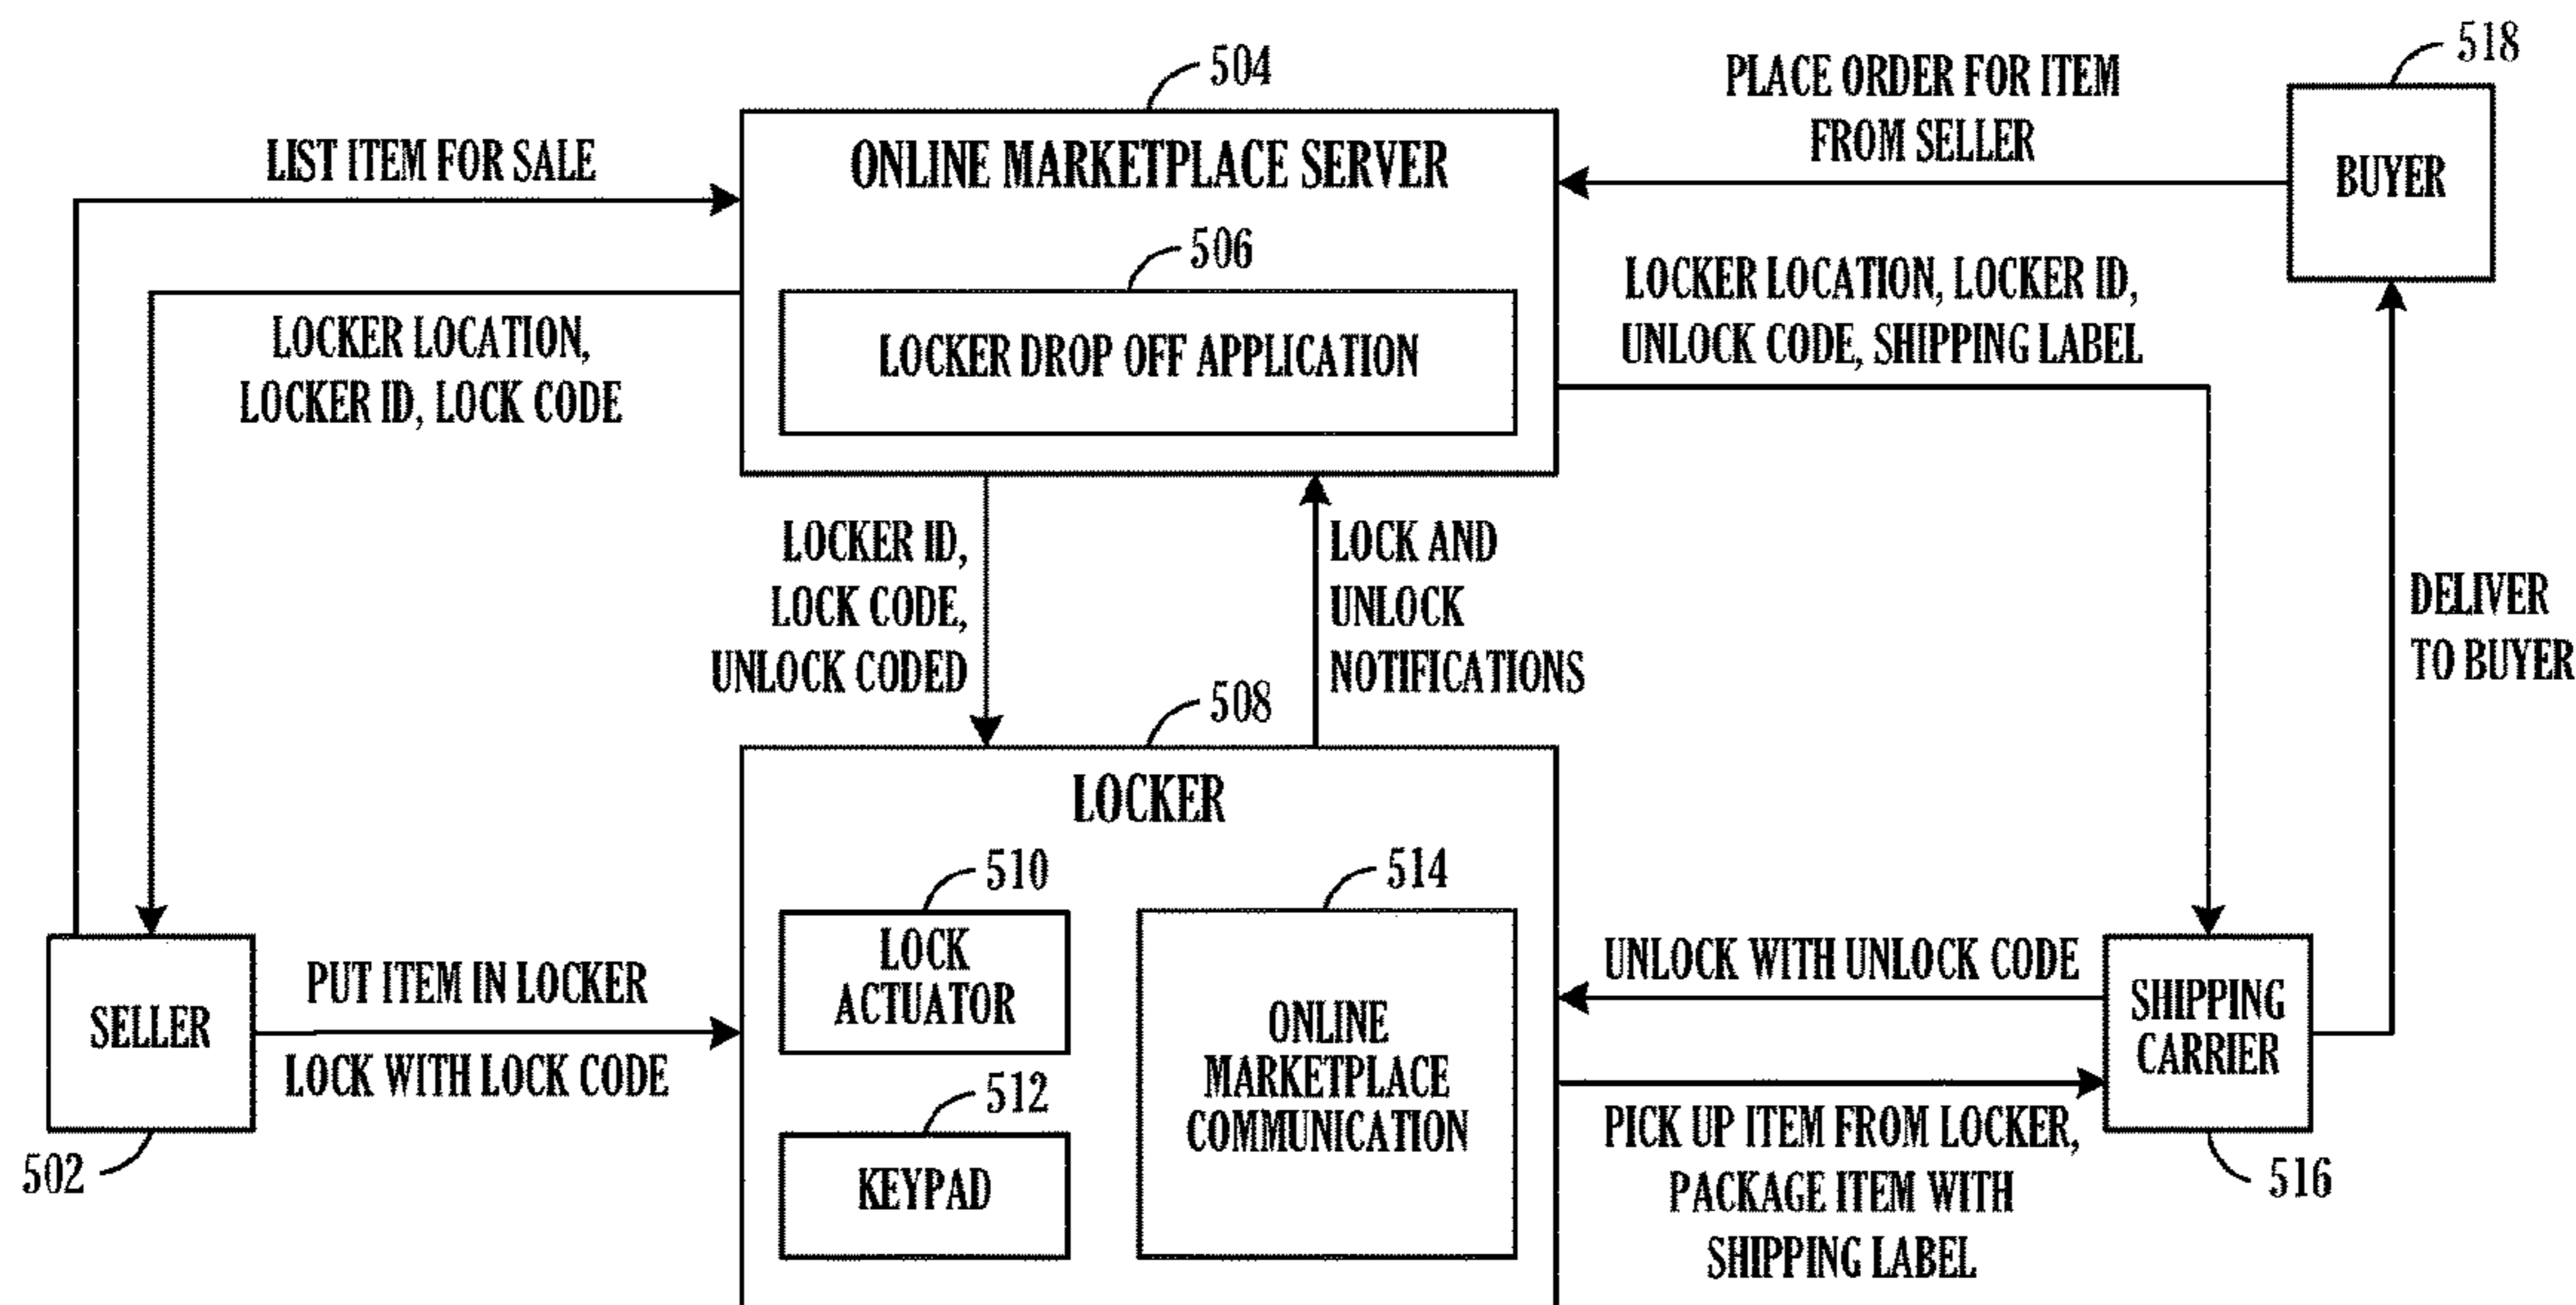 504
ONLINE MARKETPLACE SERVER
506
LOCKER DROP OFF APPLICATION
LIST ITEM FOR SALE
LOCKER LOCATION,
LOCKER ID, LOCK CODE
PLACE ORDER FOR ITEM
FROM SELLER
518
BUYER
LOCKER LOCATION, LOCKER ID,
UNLOCK CODE, SHIPPING LABEL
LOCKER ID,
LOCK CODE,
UNLOCK CODED
LOCK AND
UNLOCK
NOTIFICATIONS
DELIVER
TO BUYER
508
LOCKER
510
LOCK
ACTUATOR
512
KEYPAD
514
ONLINE
MARKETPLACE
COMMUNICATION
SELLER
502
PUT ITEM IN LOCKER
LOCK WITH LOCK CODE
UNLOCK WITH UNLOCK CODE
SHIPPING
CARRIER
516
PICK UP ITEM FROM LOCKER,
PACKAGE ITEM WITH
SHIPPING LABEL